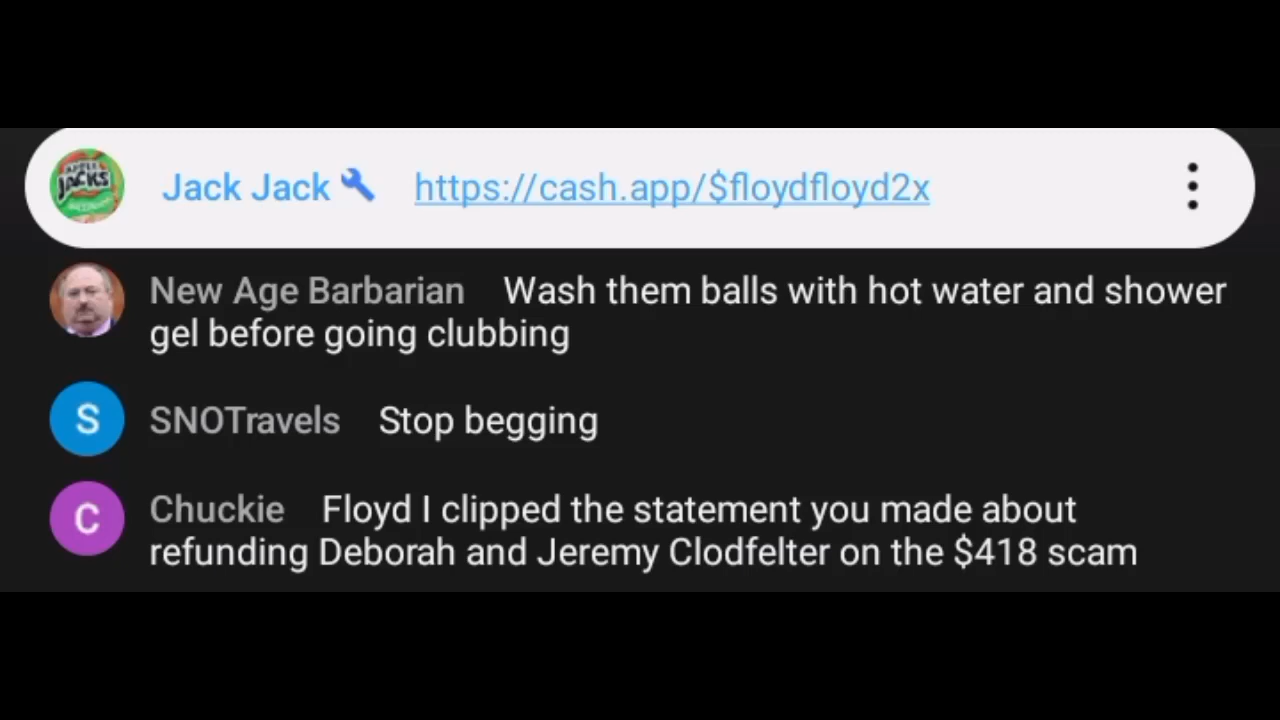 APPLE
JACKS
Jack Jack https://cash.app/$floydfloyd2x
New Age Barbarian Wash them balls with hot water and shower
gel before going clubbing
S SNOTravels Stop begging
C Chuckie Floyd I clipped the statement you made about
refunding Deborah and Jeremy Clodfelter on the $418 scam